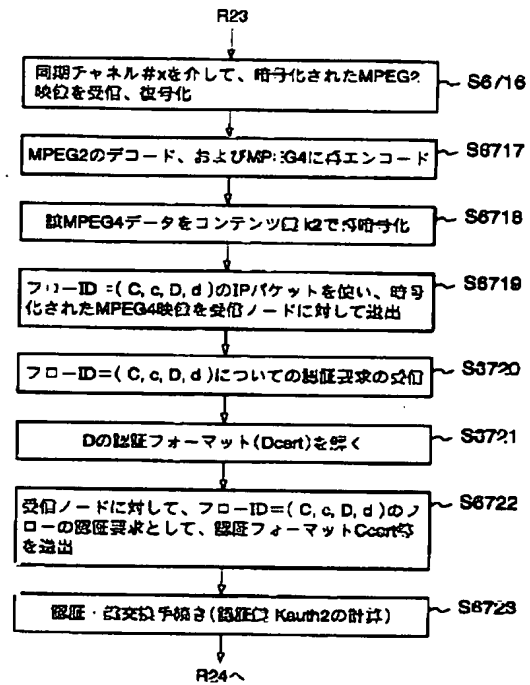 R23
同期チャネル#xを介して、暗号化されたMPEG2
映像を受信、復号化
S6716
MPEG2のデコード、およびMPEG4に再エンコード
S6717
該MPEG4データをコンテンツ鍵k2で再暗号化
S6718
フローID=(C, c, D, d)のIPパケットを使い、暗号
化されたMPEG4映像を受信ノードに対して送出
S6719
フローID=(C, c, D, d)についての認証要求の受信
S6720
Dの認証フォーマット(Dcert)を解く
S6721
受信ノードに対して、フローID=(C, c, D, d)のフ
ローの認証要求として、認証フォーマットCcert等
を送出
S6722
認証・鍵交換手続き(認証鍵Kauth2の計算)
S6723
R24へ